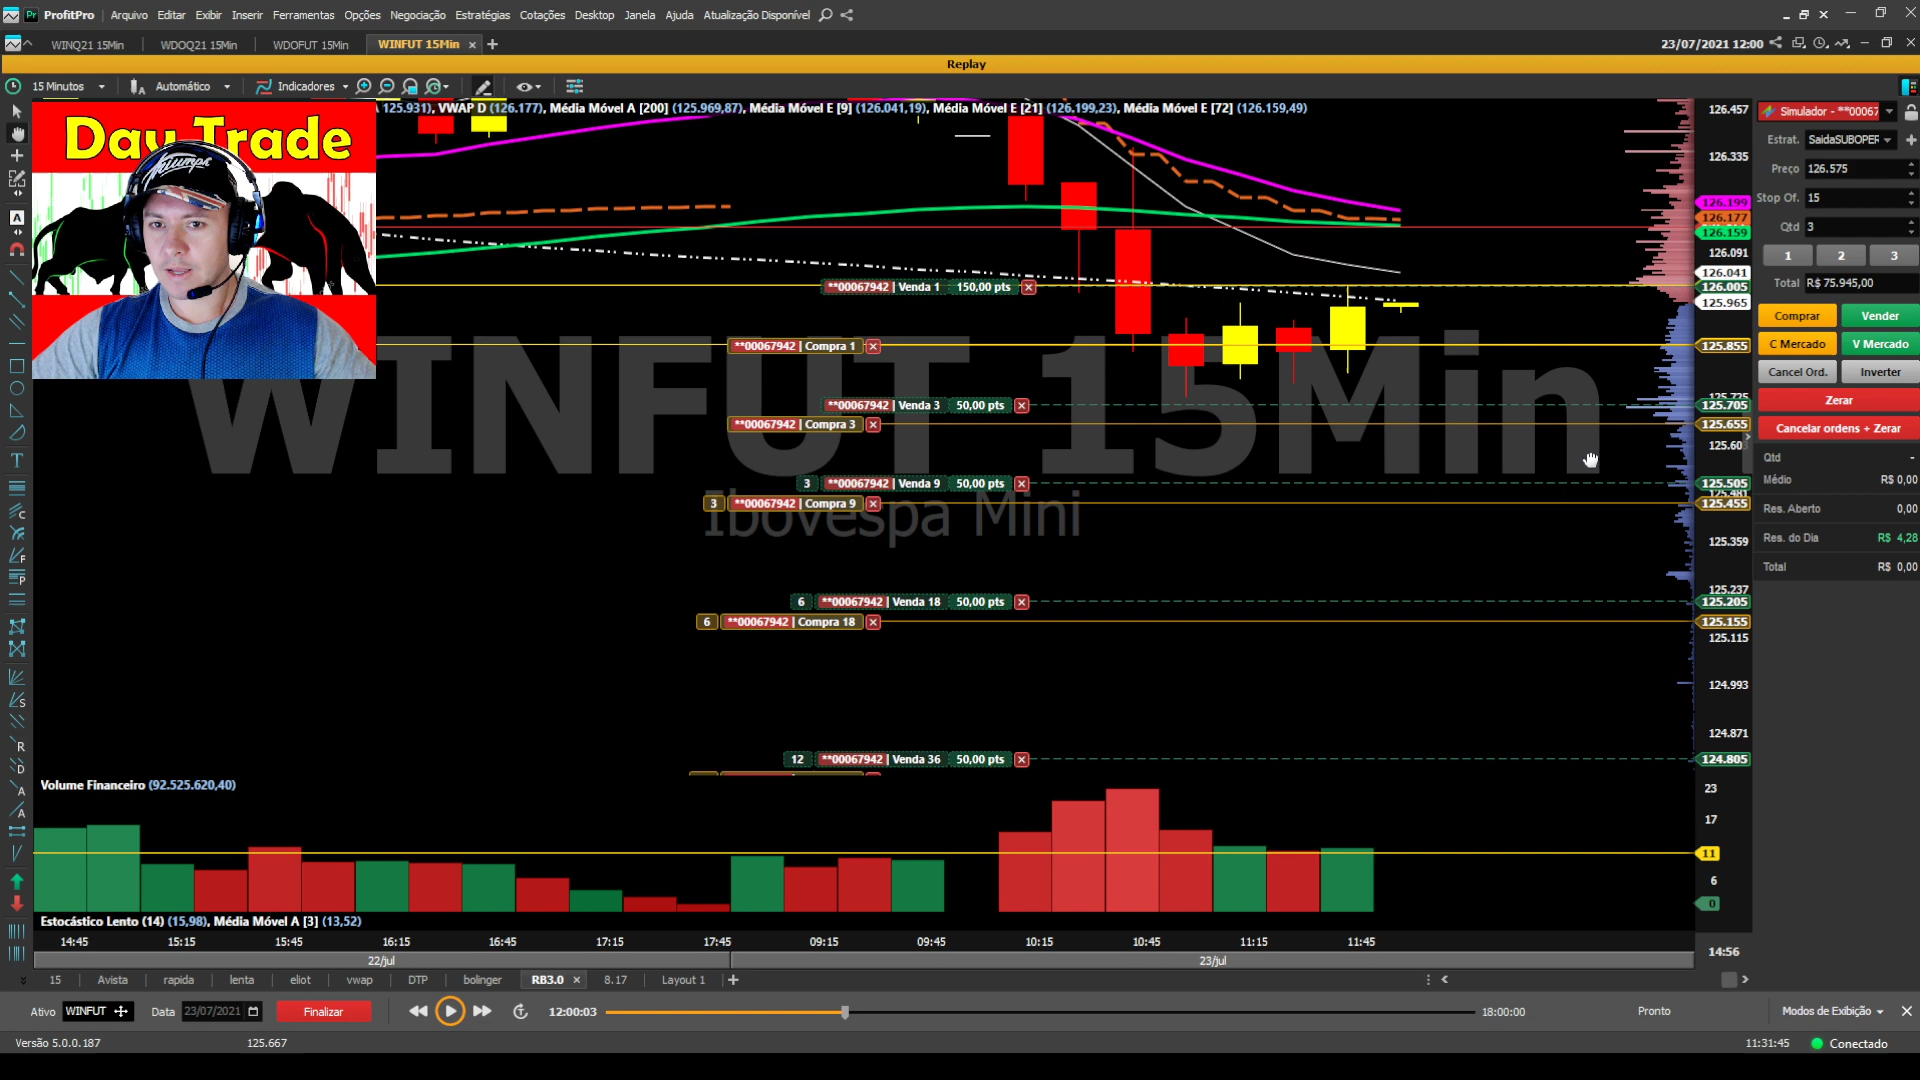 ProfitPro Arquivo Editar Exibir Inserir Ferramentas Opções Negociação Estratégias Cotações Desktop Janela Ajuda Atualização Disponível
WINQ21 15Min WDOQ21 15Min WDOFUT 15Min WINFUT 15Min
23/07/2021 12:00
Replay
15 Minutos Automático Indicadores
A 125.931), VWAP D (126.177), Média Móvel A [200] (125.969,87), Média Móvel E [9] (126.041,19), Média Móvel E [21] (126.199,23), Média Móvel E [72] (126.159,49)
Day Trade
Triumph
WINFUT 15Min
Ibovespa Mini
**00067942 | Venda 1 150,00 pts
**00067942 | Compra 1
**00067942 | Venda 3 50,00 pts
**00067942 | Compra 3
3 **00067942 | Venda 9 50,00 pts
3 **00067942 | Compra 9
6 **00067942 | Venda 18 50,00 pts
6 **00067942 | Compra 18
12 **00067942 | Venda 36 50,00 pts
126.457
126.335
126.199
126.177
126.159
126.091
126.041
126.005
125.965
125.855
125.725
125.705
125.655
125.603
125.505
125.481
125.455
125.359
125.237
125.205
125.155
125.115
124.993
124.871
124.805
Simulador - **00067
Estrat. SaidaSUBOPER
Preço 126.575
Stop Of. 15
Qtd 3
1 2 3
Total R$ 75.945,00
Comprar Vender
C Mercado V Mercado
Cancel Ord. Inverter
Zerar
Cancelar ordens + Zerar
Qtd -
Médio R$ 0,00
Res. Aberto 0,00
Res. do Dia R$ 4,28
Total R$ 0,00
Volume Financeiro (92.525.620,40)
23
17
11
6
0
Estocástico Lento (14) (15,98), Média Móvel A [3] (13,52)
14:45 15:15 15:45 16:15 16:45 17:15 17:45 09:15 09:45 10:15 10:45 11:15 11:45
14:56
22/jul 23/jul
15 Avista rapida lenta eliot vwap DTP bolinger RB3.0 8.17 Layout 1
Ativo WINFUT Data 23/07/2021 Finalizar 12:00:03 18:00:00 Pronto Modos de Exibição
Versão 5.0.0.187 125.667 11:31:45 Conectado